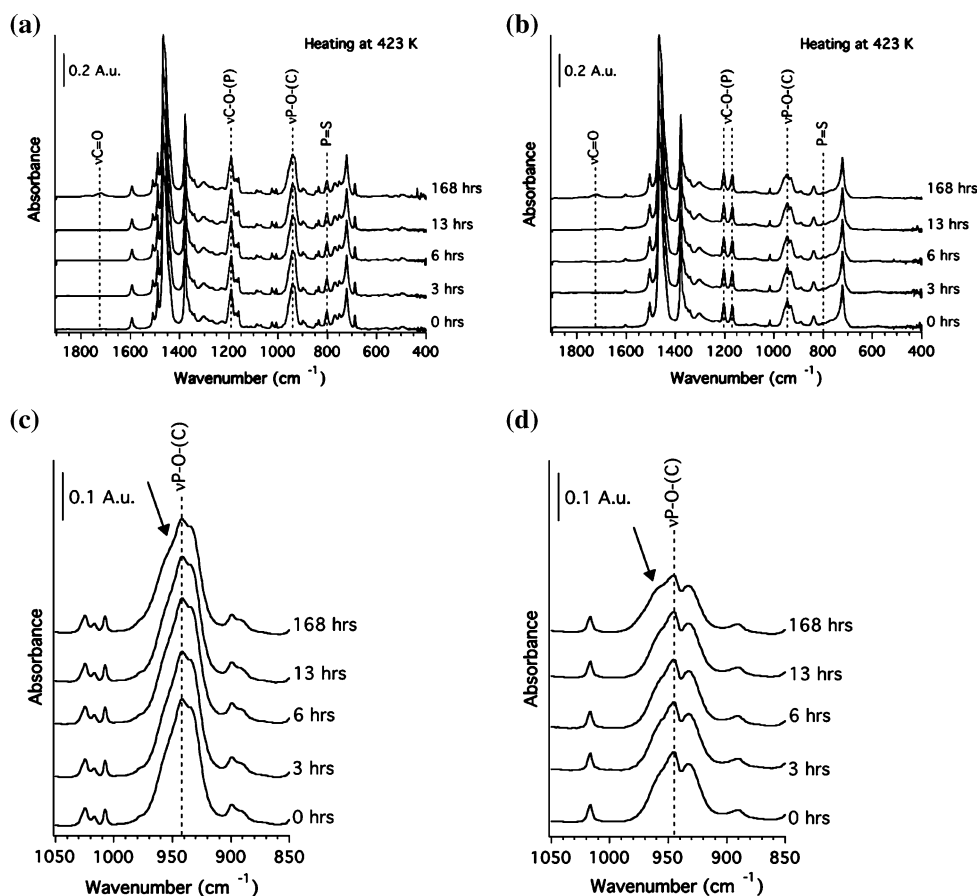 (a)
Heating at 423 K
0.2 A.u.
νC=O
νC-O-(P)
νP-O-(C)
P=S
168 hrs
13 hrs
6 hrs
3 hrs
0 hrs
Absorbance
1800 1600 1400 1200 1000 800 600 400
Wavenumber (cm -1)
(b)
Heating at 423 K
0.2 A.u.
νC=O
νC-O-(P)
νP-O-(C)
P=S
168 hrs
13 hrs
6 hrs
3 hrs
0 hrs
Absorbance
1800 1600 1400 1200 1000 800 600 400
Wavenumber (cm -1)
(c)
νP-O-(C)
0.1 A.u.
168 hrs
13 hrs
6 hrs
3 hrs
0 hrs
Absorbance
1050 1000 950 900 850
Wavenumber (cm -1)
(d)
νP-O-(C)
0.1 A.u.
168 hrs
13 hrs
6 hrs
3 hrs
0 hrs
Absorbance
1050 1000 950 900 850
Wavenumber (cm -1)